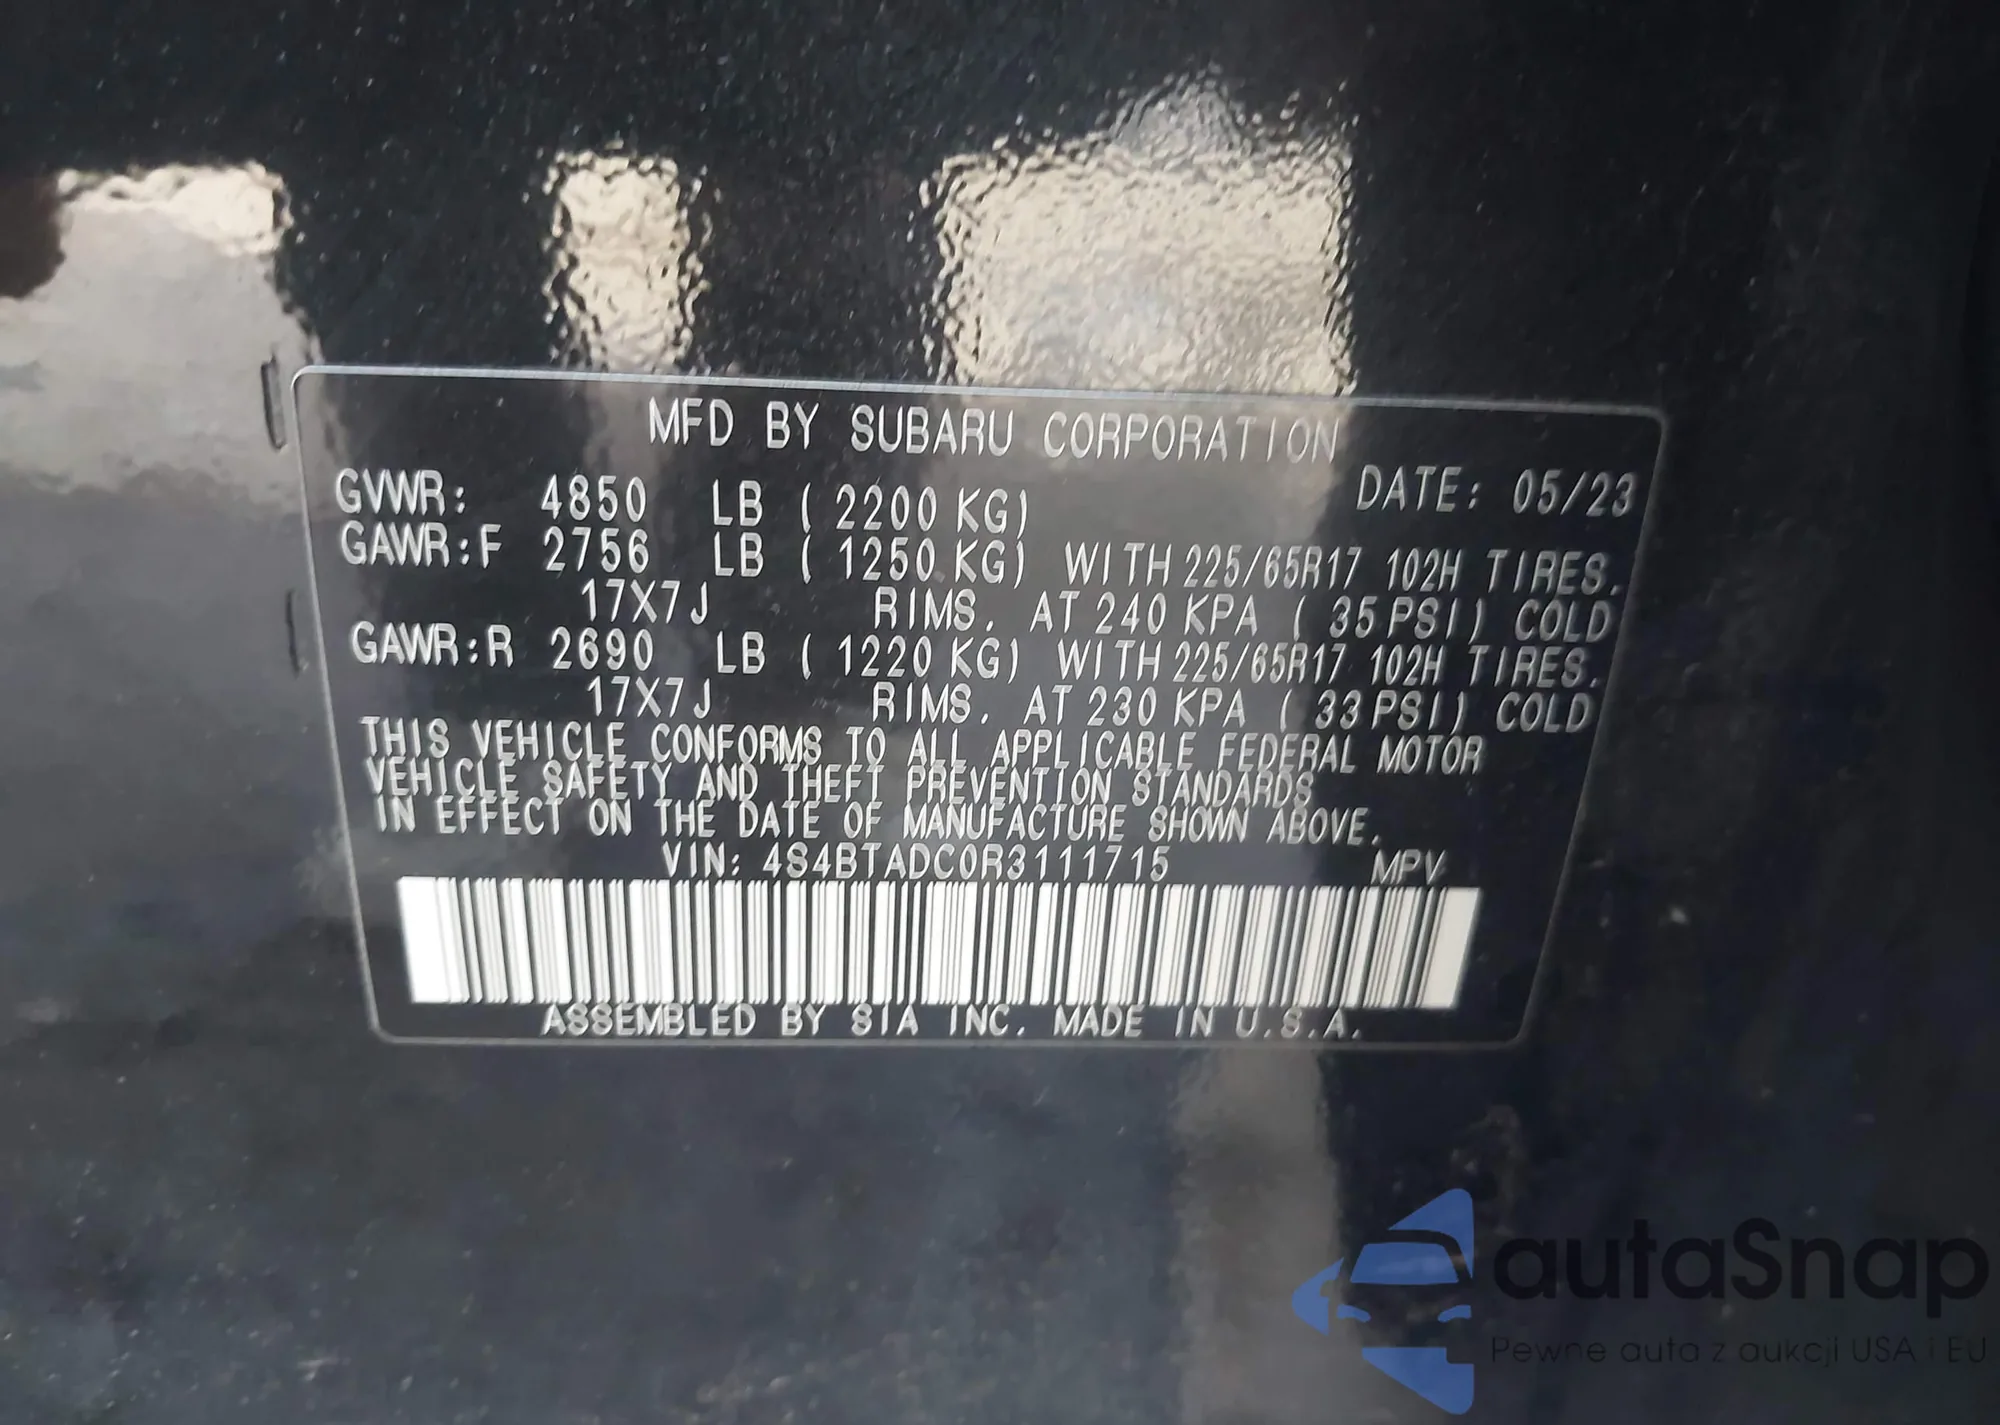 MFD BY SUBARU CORPORATION
GVWR: 4850 LB ( 2200 KG) DATE: 05/23
GAWR:F 2756 LB ( 1250 KG) WITH 225/65R17 102H TIRES.
17X7J RIMS. AT 240 KPA ( 35 PSI) COLD
GAWR:R 2690 LB ( 1220 KG) WITH 225/65R17 102H TIRES.
17X7J RIMS. AT 230 KPA ( 33 PSI) COLD
THIS VEHICLE CONFORMS TO ALL APPLICABLE FEDERAL MOTOR
VEHICLE SAFETY AND THEFT PREVENTION STANDARDS
IN EFFECT ON THE DATE OF MANUFACTURE SHOWN ABOVE.
VIN: 4S4BTADC0R3111715 MPV
ASSEMBLED BY SIA INC. MADE IN U.S.A.
autaSnap
Pewne auta z aukcji USA i EU